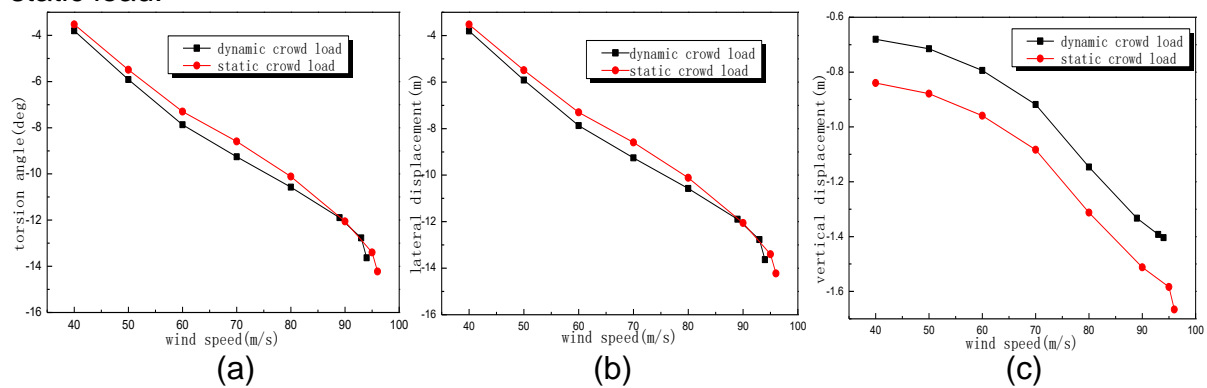 static load.
-4
-6
-8
-10
-12
-14
-16
40 50 60 70 80 90 100
torsion angle(deg)
wind speed(m/s)
dynamic crowd load
static crowd load
(a)
-4
-6
-8
-10
-12
-14
-16
40 50 60 70 80 90 100
lateral displacement(m)
wind speed(m/s)
dynamic crowd load
static crowd load
(b)
-0.6
-0.8
-1.0
-1.2
-1.4
-1.6
40 50 60 70 80 90 100
vertical displacement(m)
wind speed(m/s)
dynamic crowd load
static crowd load
(c)